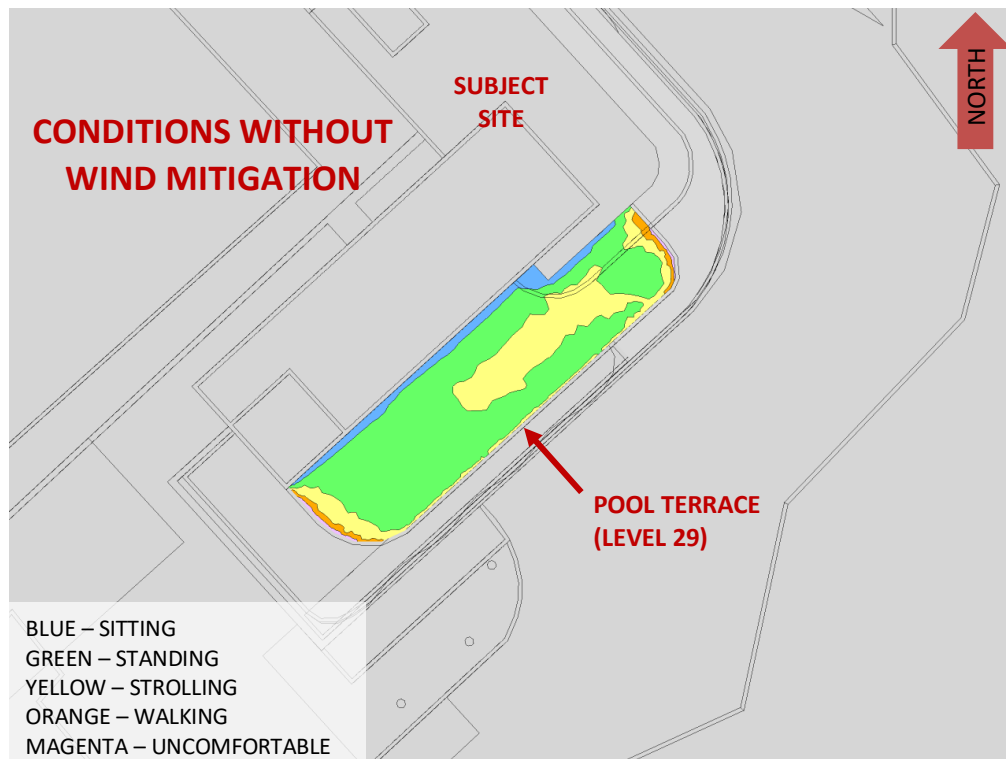 SUBJECT
SITE
NORTH
CONDITIONS WITHOUT
WIND MITIGATION
POOL TERRACE
(LEVEL 29)
BLUE – SITTING
GREEN – STANDING
YELLOW – STROLLING
ORANGE – WALKING
MAGENTA – UNCOMFORTABLE